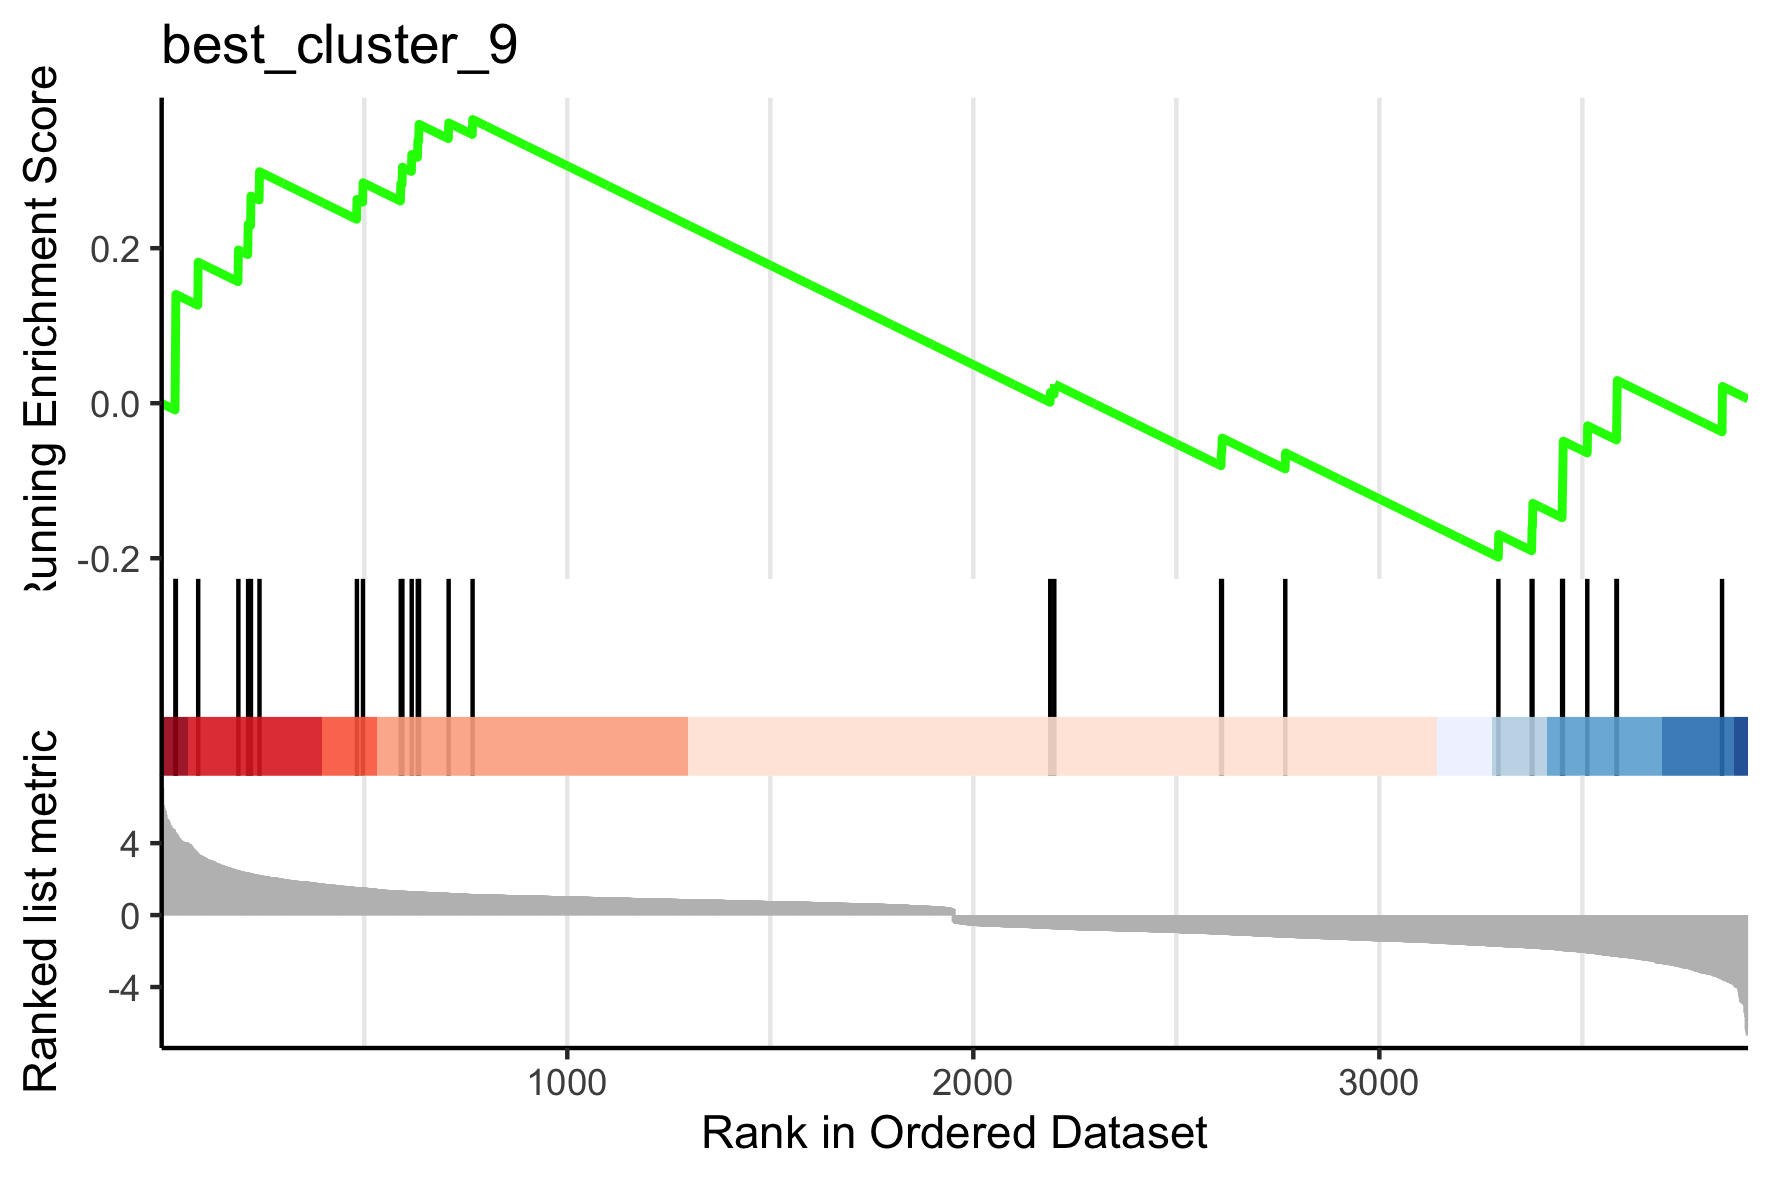 best_cluster_9
Running Enrichment Score
0.2
0.0
-0.2
Ranked list metric
4
0
-4
1000
2000
3000
Rank in Ordered Dataset